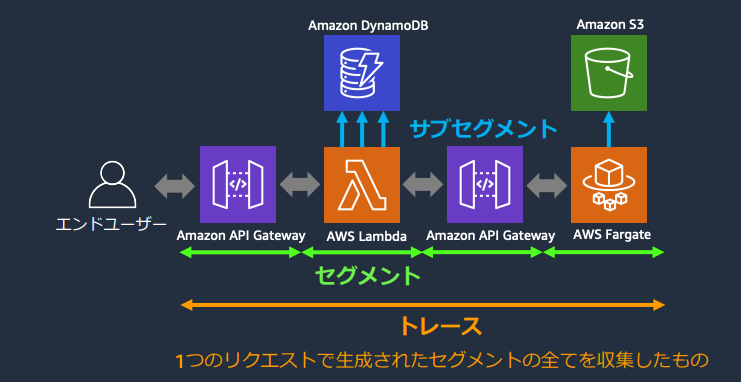 Amazon DynamoDB
Amazon S3
サブセグメント
エンドユーザー
Amazon API Gateway
AWS Lambda
Amazon API Gateway
AWS Fargate
セグメント
トレース
1つのリクエストで生成されたセグメントの全てを収集したもの